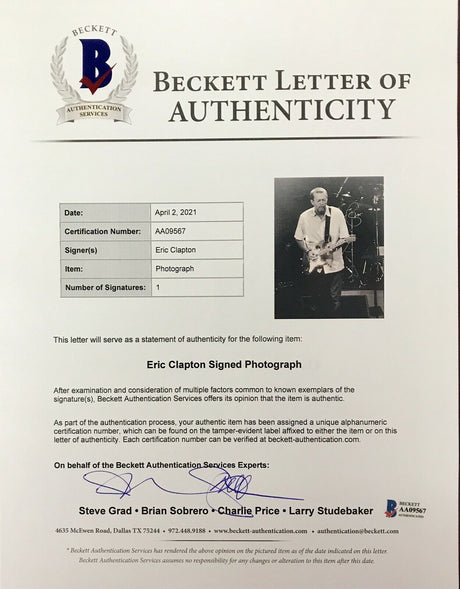 BECKETT
B
AUTHENTICATION
SERVICES
BECKETT LETTER OF
AUTHENTICITY
Date: April 2, 2021
Certification Number: AA09567
Signer(s) Eric Clapton
Item: Photograph
Number of Signatures: 1
This letter will serve as a statement of authenticity for the following item:
Eric Clapton Signed Photograph
After examination and consideration of multiple factors common to known exemplars of the
signature(s), Beckett Authentication Services offers its opinion that the item is authentic.
As part of the authentication process, your authentic item has been assigned a unique alphanumeric
certification number, which can be found on the tamper-evident label affixed to either the item or on this
letter of authenticity. Each certification number can be verified at beckett-authentication.com.
On behalf of the Beckett Authentication Services Experts:
Steve Grad • Brian Sobrero • Charlie Price • Larry Studebaker
BECKETT
AA09567
AUTHENTICATED
4635 McEwen Road, Dallas TX 75244 • 972.448.9188 • www.beckett-authentication.com • authentication@beckett.com
* Beckett Authentication Services has rendered the above opinion on the pictured item as of the date indicated on this letter.
Beckett Authentication Services assumes no responsibility for any changes or alteration to this item after this date.